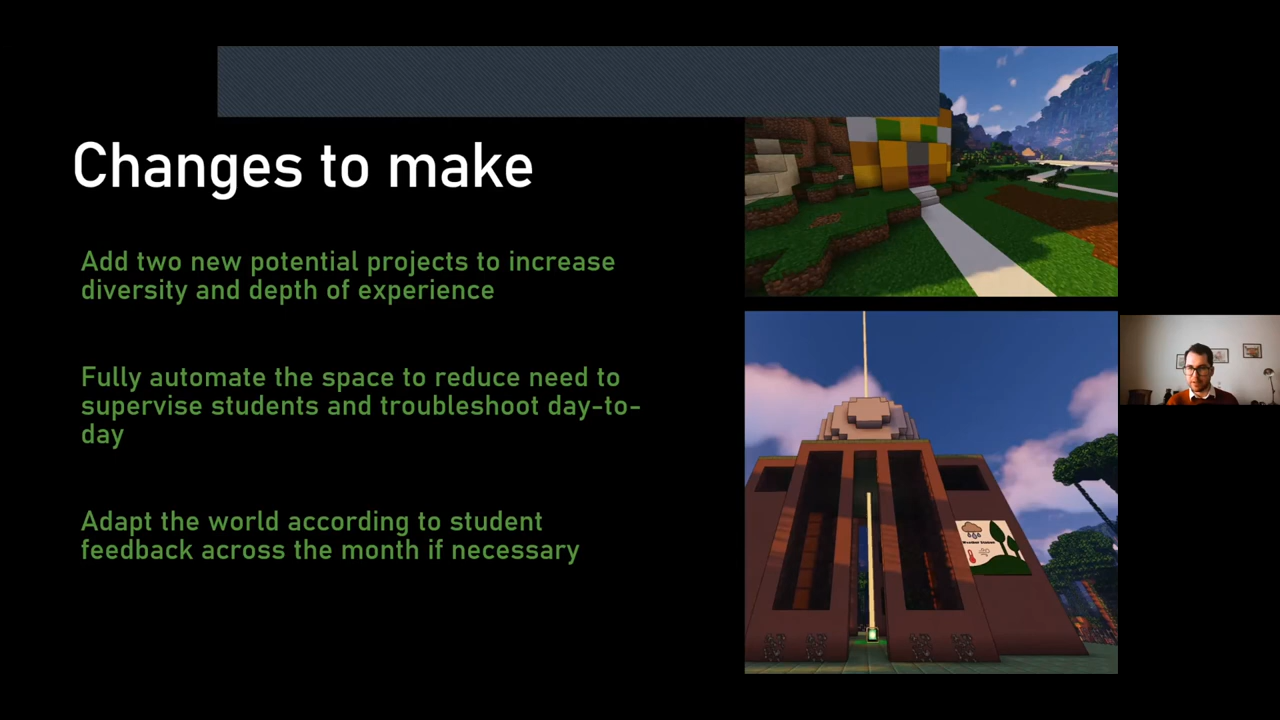 Changes to make
Add two new potential projects to increase
diversity and depth of experience
Fully automate the space to reduce need to
supervise students and troubleshoot day-to-
day
Adapt the world according to student
feedback across the month if necessary
Weather Station